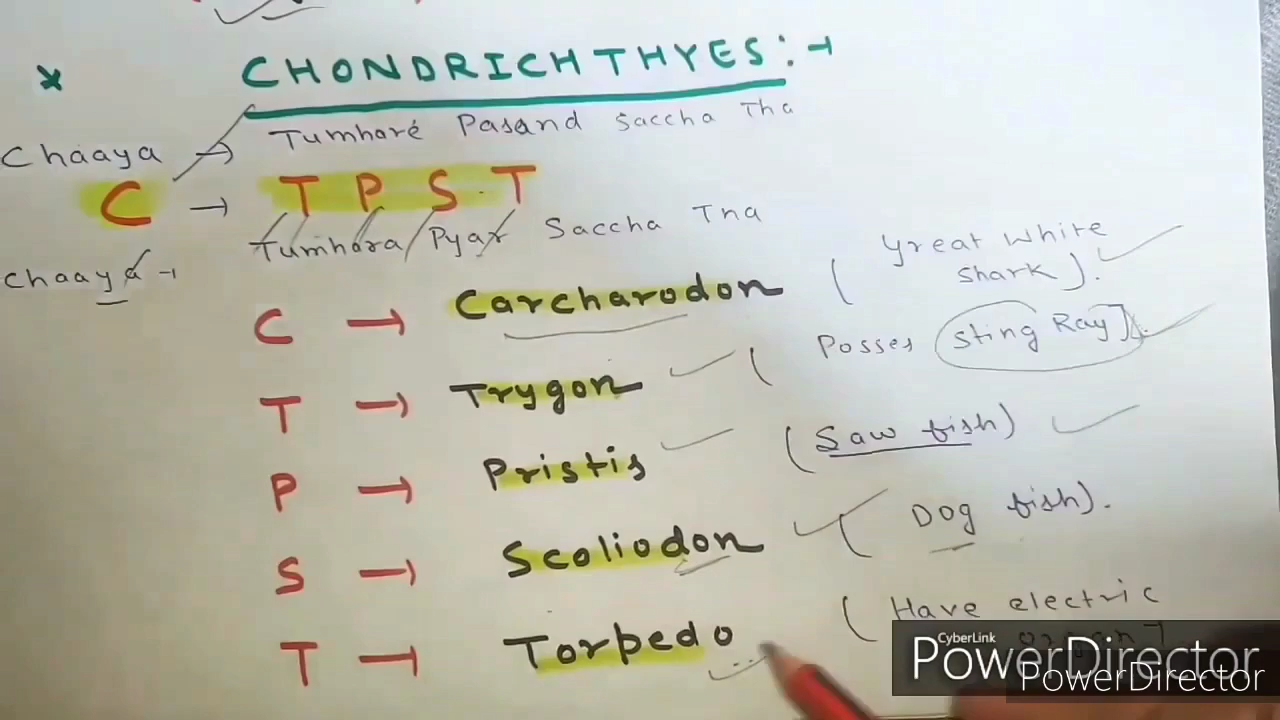 * CHONDRICHTHYES:-
Chaaya → Tumharé Pasand Saccha Tha
C → T P S T
Chaaya - Tumhara Pyar Saccha Tha
C → Carcharodon (Great White Shark).
T → Trygon (Posses Sting Ray).
P → Pristis (Saw fish)
S → Scoliodon (Dog fish).
T → Torpedo (Have electric
CyberLink
PowerDirector
PowerDirector